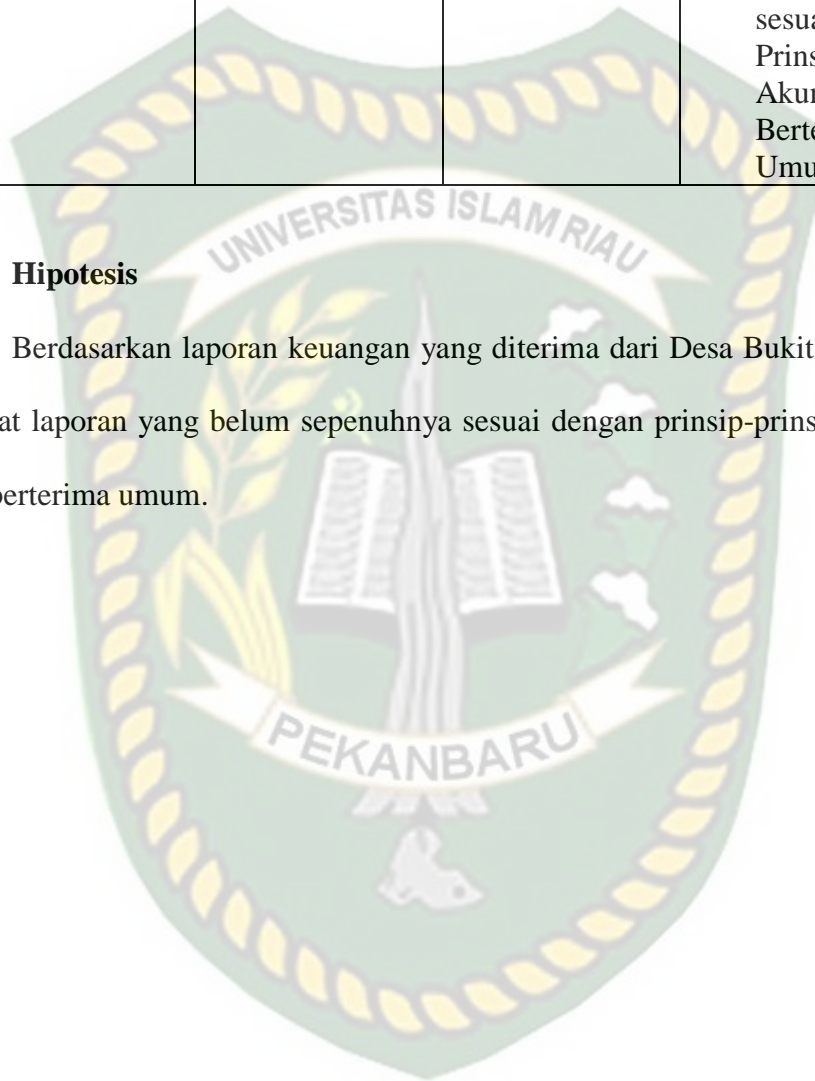 sesua
Prins
Akun
Berte
Umu
UNIVERSITAS ISLAM RIAU
Hipotesis
Berdasarkan laporan keuangan yang diterima dari Desa Bukit
at laporan yang belum sepenuhnya sesuai dengan prinsip-prins
berterima umum.
PEKANBARU